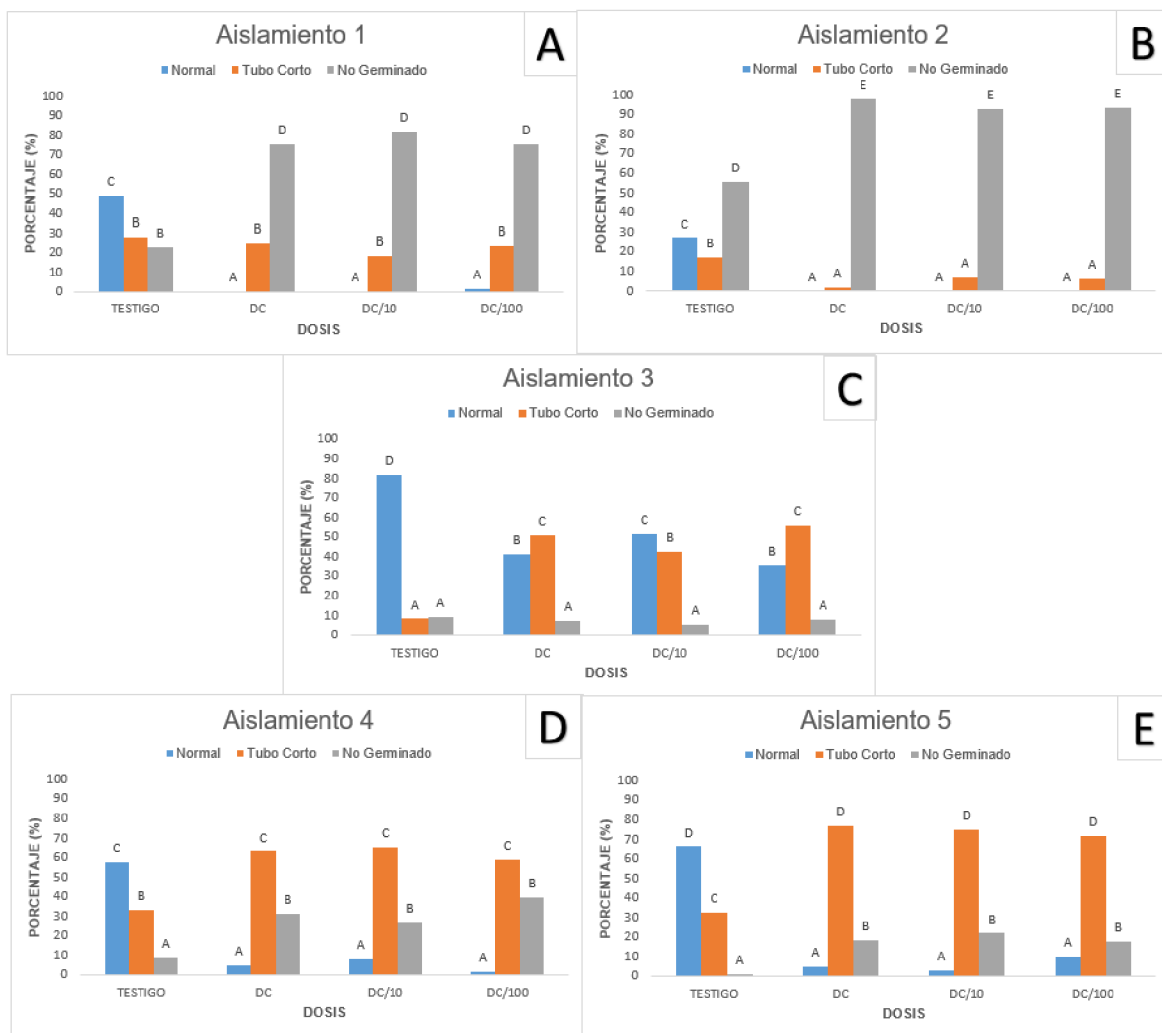 Aislamiento 1
A
Normal Tubo Corto No Germinado
PORCENTAJE (%)
100
90
80
70
60
50
40
30
20
10
0
C B B
A B D
A B D
A B D
TESTIGO DC DC/10 DC/100
DOSIS
Aislamiento 2
B
Normal Tubo Corto No Germinado
PORCENTAJE (%)
100
90
80
70
60
50
40
30
20
10
0
C B D
A A E
A A E
A A E
TESTIGO DC DC/10 DC/100
DOSIS
Aislamiento 3
C
Normal Tubo Corto No Germinado
PORCENTAJE (%)
100
90
80
70
60
50
40
30
20
10
0
D A A
B C A
C B A
B C A
TESTIGO DC DC/10 DC/100
DOSIS
Aislamiento 4
D
Normal Tubo Corto No Germinado
PORCENTAJE (%)
100
90
80
70
60
50
40
30
20
10
0
C B A
A C B
A C B
A C B
TESTIGO DC DC/10 DC/100
DOSIS
Aislamiento 5
E
Normal Tubo Corto No Germinado
PORCENTAJE (%)
100
90
80
70
60
50
40
30
20
10
0
D C A
A D B
A D B
A D B
TESTIGO DC DC/10 DC/100
DOSIS